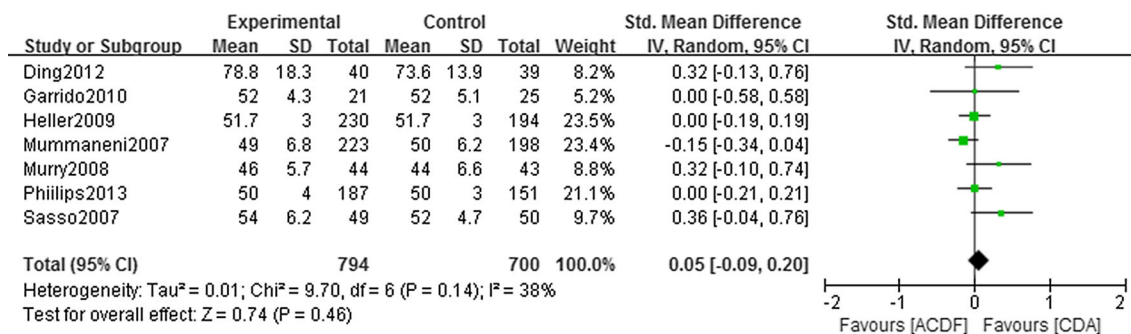 Experimental Control Std. Mean Difference Std. Mean Difference
Study or Subgroup Mean SD Total Mean SD Total Weight IV, Random, 95% CI IV, Random, 95% CI
Ding2012 78.8 18.3 40 73.6 13.9 39 8.2% 0.32 [-0.13, 0.76]
Garrido2010 52 4.3 21 52 5.1 25 5.2% 0.00 [-0.58, 0.58]
Heller2009 51.7 3 230 51.7 3 194 23.5% 0.00 [-0.19, 0.19]
Mummaneni2007 49 6.8 223 50 6.2 198 23.4% -0.15 [-0.34, 0.04]
Murry2008 46 5.7 44 44 6.6 43 8.8% 0.32 [-0.10, 0.74]
Phiilips2013 50 4 187 50 3 151 21.1% 0.00 [-0.21, 0.21]
Sasso2007 54 6.2 49 52 4.7 50 9.7% 0.36 [-0.04, 0.76]
Total (95% CI) 794 700 100.0% 0.05 [-0.09, 0.20]
Heterogeneity: Tau² = 0.01; Chi² = 9.70, df = 6 (P = 0.14); I² = 38%
Test for overall effect: Z = 0.74 (P = 0.46)
-2 -1 0 1 2
Favours [ACDF] Favours [CDA]